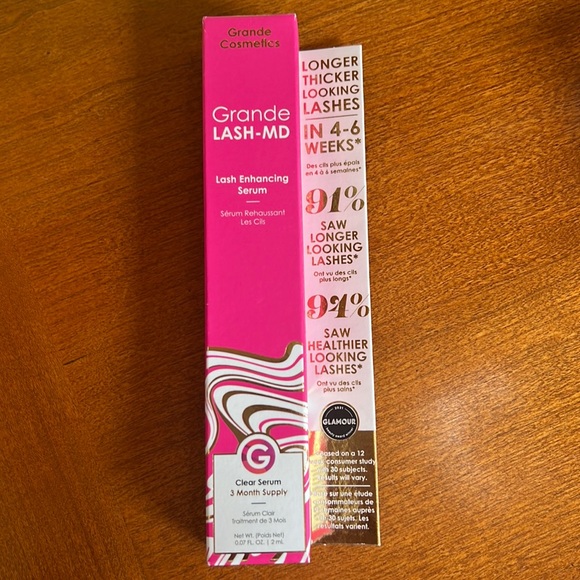 Grande
Cosmetics
Grande
LASH-MD
Lash Enhancing
Serum
Sérum Rehaussant
Les Cils
G
Clear Serum
3 Month Supply
Sérum Clair
Traitement de 3 Mois
Net Wt. (Poids Net)
0.07 FL. OZ. | 2 mL
LONGER
THICKER
LOOKING
LASHES
IN 4-6
WEEKS*
Des cils plus épais
en 4 à 6 semaines*
91%
SAW
LONGER
LOOKING
LASHES*
Ont vu des cils
plus longs*
94%
SAW
HEALTHIER
LOOKING
LASHES*
Ont vu des cils
plus sains*
2021
GLAMOUR
based on a 12
consumer study
30 subjects.
will vary.
sur une étude
auprès
30 sujets. Les
varient.